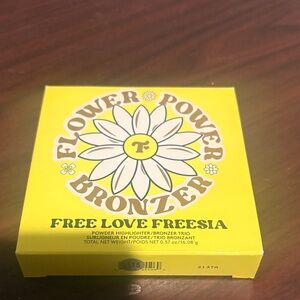 FLOWER POWER
T
BRONZER
FREE LOVE FREESIA
POWDER HIGHLIGHTER/BRONZER TRIO
SUBLIGNEUR EN POUDRE/TRIO BRONZANT
TOTAL NET WEIGHT/POIDS NET 0.57 oz/16.08 g